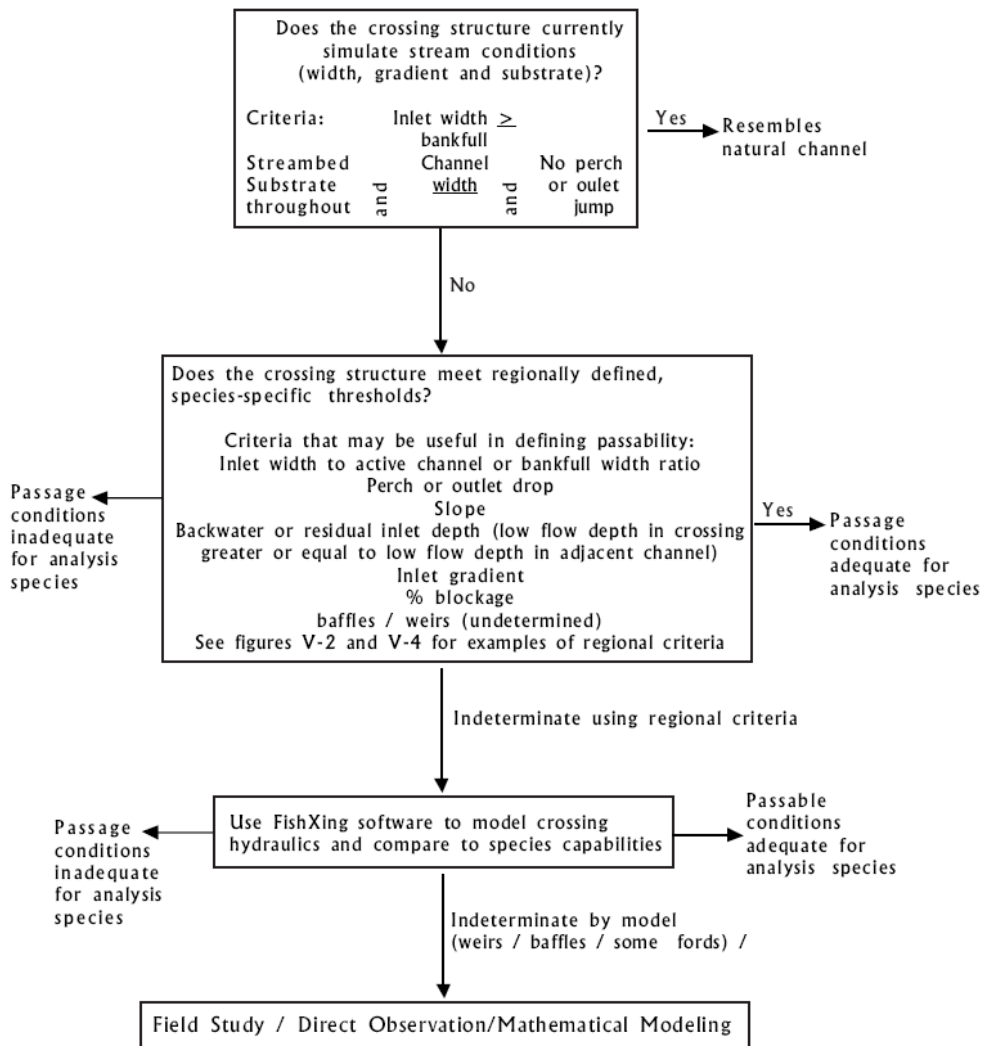 Does the crossing structure currently
simulate stream conditions
(width, gradient and substrate)?
Criteria:
Inlet width >
bankfull
Streambed
Substrate
throughout
and
Channel
width
and
No perch
or oulet
jump
Yes
Resembles
natural channel
No
Does the crossing structure meet regionally defined,
species-specific thresholds?
Criteria that may be useful in defining passability:
Inlet width to active channel or bankfull width ratio
Perch or outlet drop
Slope
Backwater or residual inlet depth (low flow depth in crossing
greater or equal to low flow depth in adjacent channel)
Inlet gradient
% blockage
baffles / weirs (undetermined)
See figures V-2 and V-4 for examples of regional criteria
Passage
conditions
inadequate
for analysis
species
Yes
Passage
conditions
adequate for
analysis species
Indeterminate using regional criteria
Use FishXing software to model crossing
hydraulics and compare to species capabilities
Passage
conditions
inadequate
for analysis
species
Passable
conditions
adequate for
analysis species
Indeterminate by model
(weirs / baffles / some fords) /
Field Study / Direct Observation/Mathematical Modeling